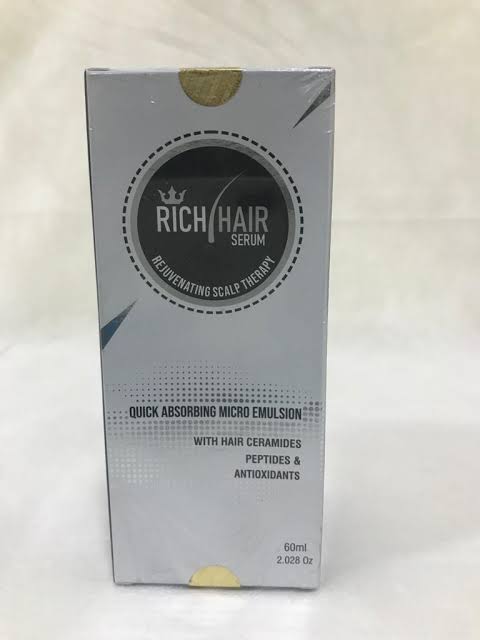 RICH HAIR
SERUM
REJUVENATING SCALP THERAPY
QUICK ABSORBING MICRO EMULSION
WITH HAIR CERAMIDES
PEPTIDES &
ANTIOXIDANTS
60ml
2.028 Oz